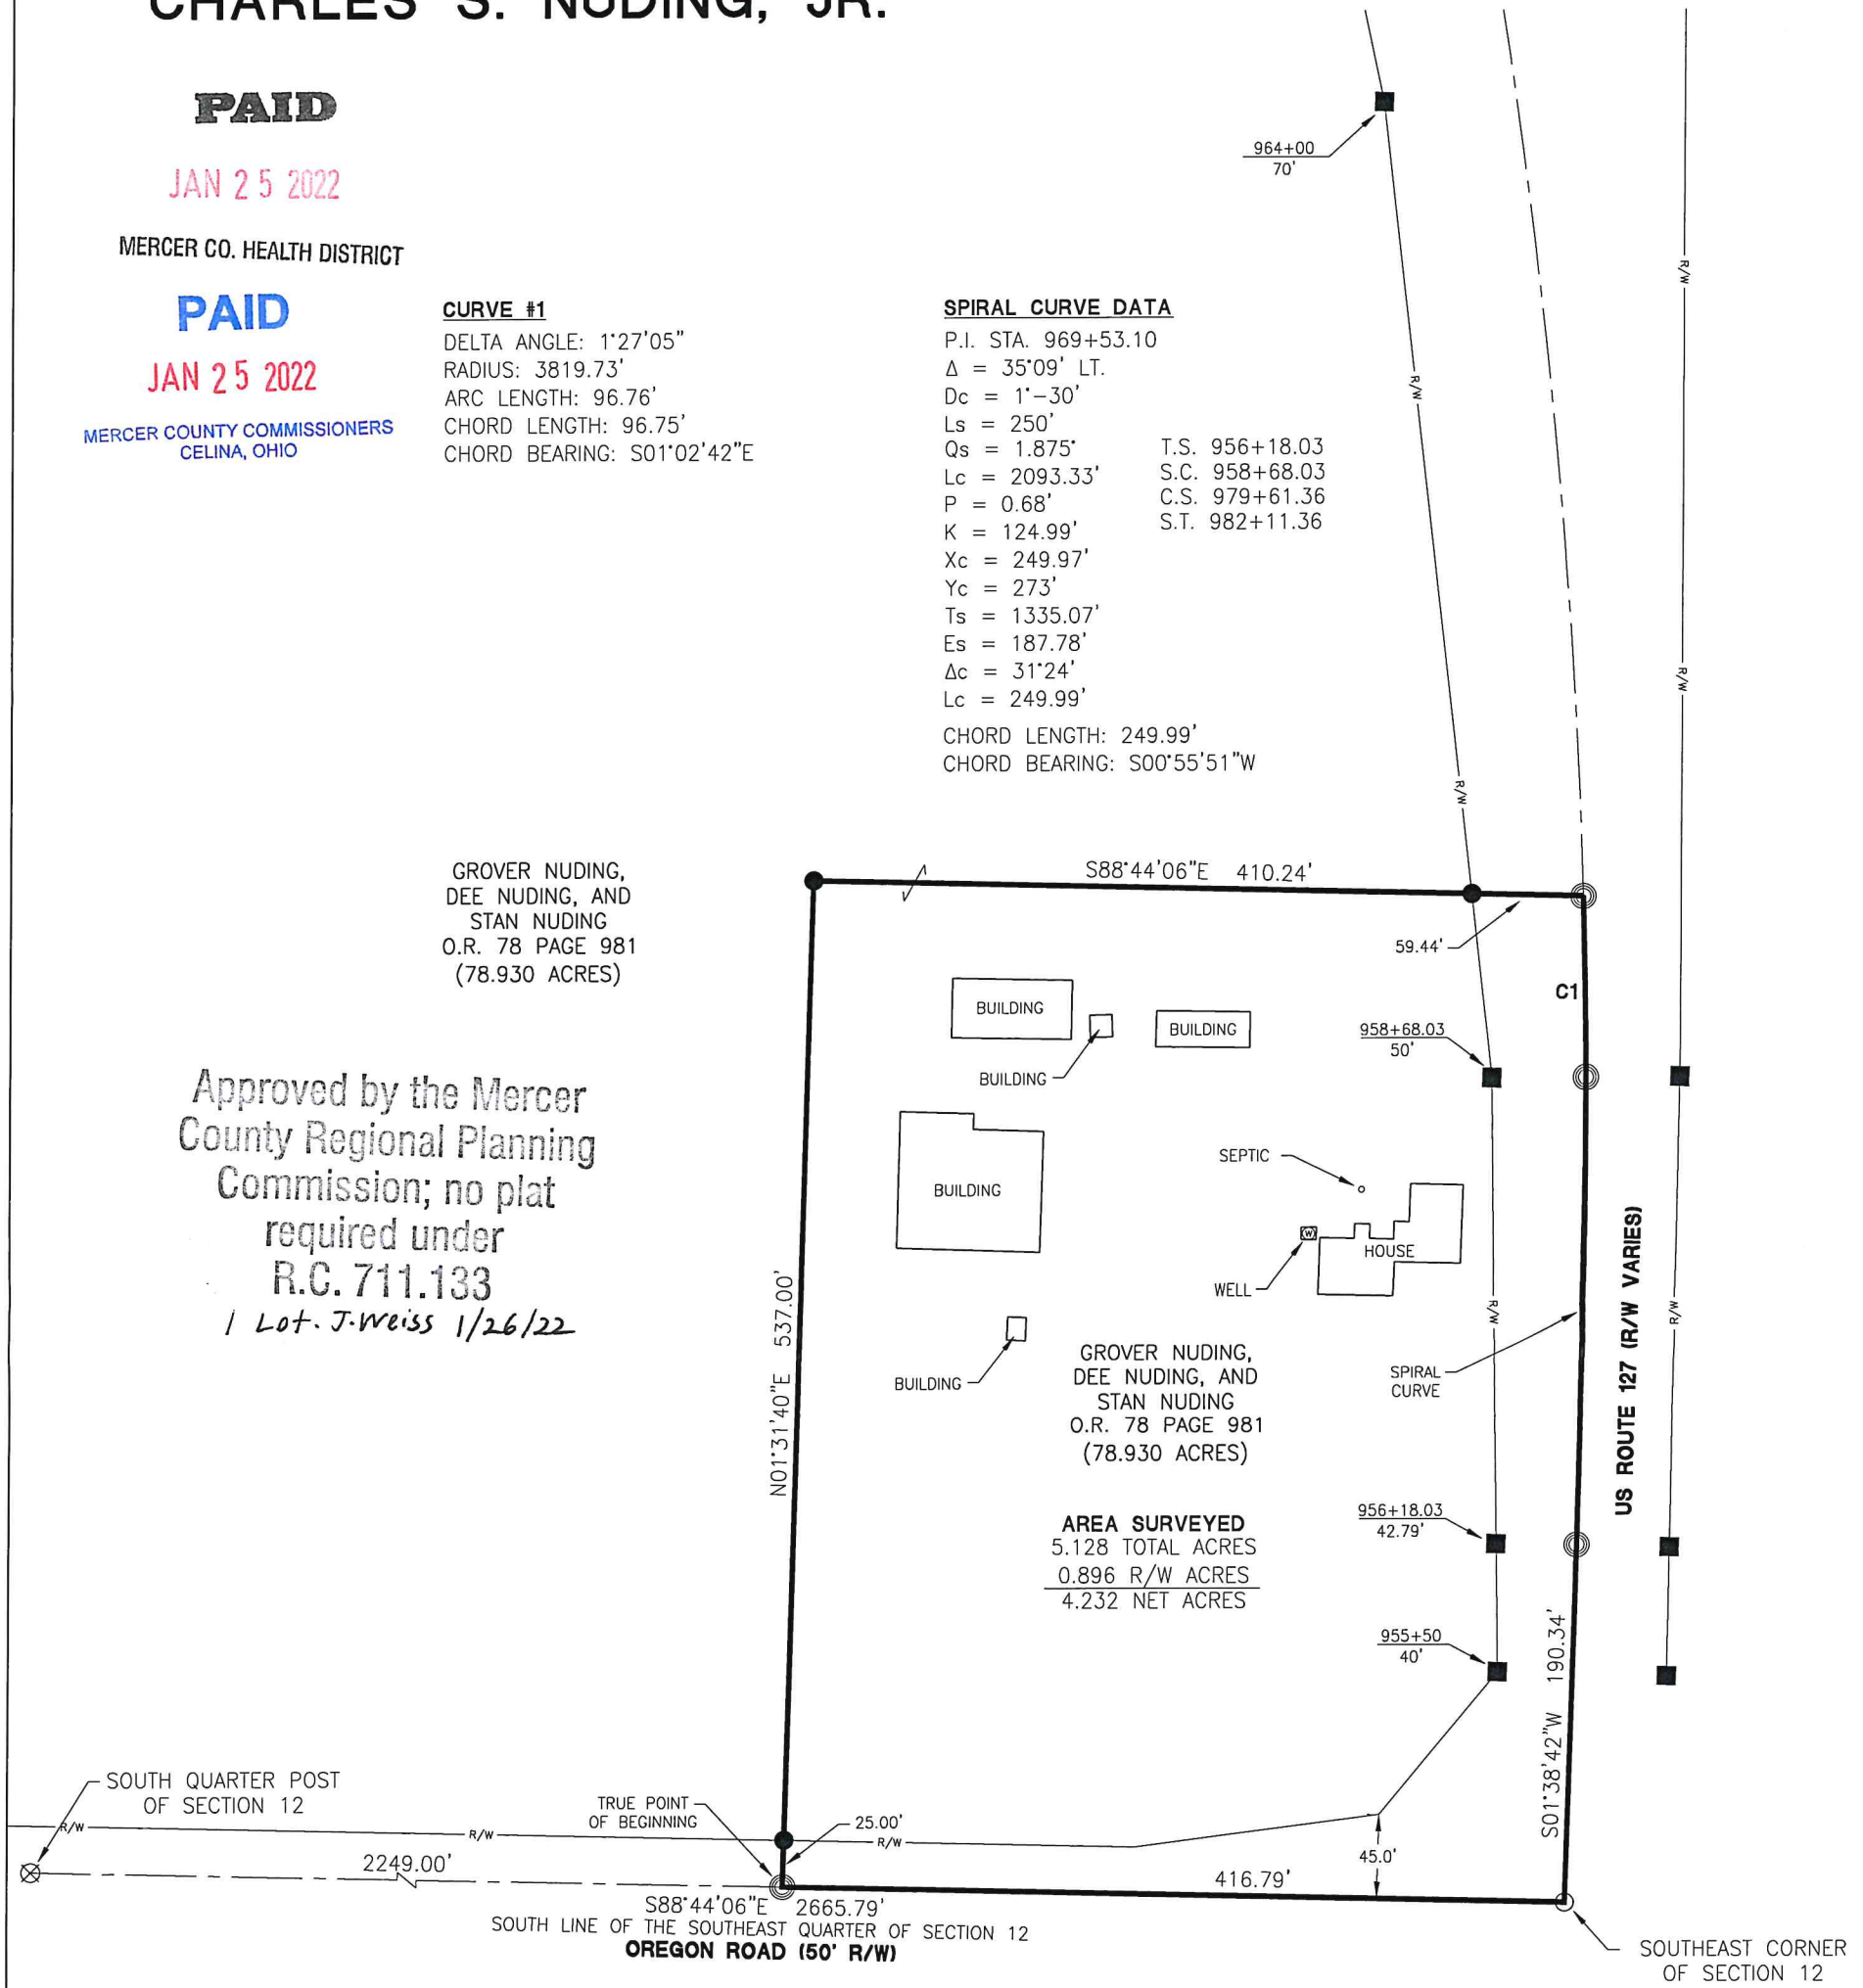 CHARLES S. NUDING, JR.
PAID
JAN 25 2022
MERCER CO. HEALTH DISTRICT
PAID
JAN 25 2022
MERCER COUNTY COMMISSIONERS
CELINA, OHIO
CURVE #1
DELTA ANGLE: 1°27'05"
RADIUS: 3819.73'
ARC LENGTH: 96.76'
CHORD LENGTH: 96.75'
CHORD BEARING: S01°02'42"E
SPIRAL CURVE DATA
P.I. STA. 969+53.10
Δ = 35°09' LT.
Dc = 1°-30'
Ls = 250'
Qs = 1.875°
Lc = 2093.33'
P = 0.68'
K = 124.99'
Xc = 249.97'
Yc = 273'
Ts = 1335.07'
Es = 187.78'
Δc = 31°24'
Lc = 249.99'
T.S. 956+18.03
S.C. 958+68.03
C.S. 979+61.36
S.T. 982+11.36
CHORD LENGTH: 249.99'
CHORD BEARING: S00°55'51"W
964+00
70'
R/W
R/W
R/W
R/W
GROVER NUDING,
DEE NUDING, AND
STAN NUDING
O.R. 78 PAGE 981
(78.930 ACRES)
S88°44'06"E 410.24'
59.44'
C1
BUILDING
BUILDING
BUILDING
958+68.03
50'
Approved by the Mercer
County Regional Planning
Commission; no plat
required under
R.C. 711.133
1 Lot. J. Weiss 1/26/22
BUILDING
SEPTIC
(W)
HOUSE
WELL
BUILDING
N01°31'40"E 537.00'
GROVER NUDING,
DEE NUDING, AND
STAN NUDING
O.R. 78 PAGE 981
(78.930 ACRES)
R/W
R/W
SPIRAL
CURVE
US ROUTE 127 (R/W VARIES)
AREA SURVEYED
5.128 TOTAL ACRES
0.896 R/W ACRES
4.232 NET ACRES
956+18.03
42.79'
955+50
40'
S01°38'42"W 190.34'
SOUTH QUARTER POST
OF SECTION 12
TRUE POINT
OF BEGINNING
25.00'
R/W
R/W
R/W
45.0'
2249.00'
416.79'
S88°44'06"E 2665.79'
SOUTH LINE OF THE SOUTHEAST QUARTER OF SECTION 12
OREGON ROAD (50' R/W)
SOUTHEAST CORNER
OF SECTION 12